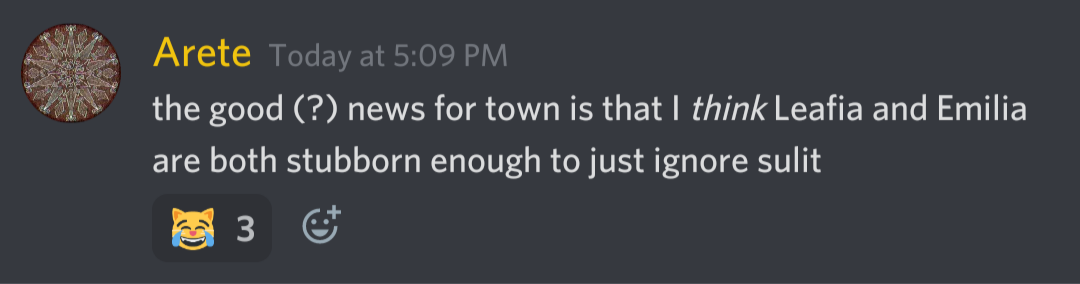 Arete Today at 5:09 PM
the good (?) news for town is that I think Leafia and Emilia
are both stubborn enough to just ignore sulit
3